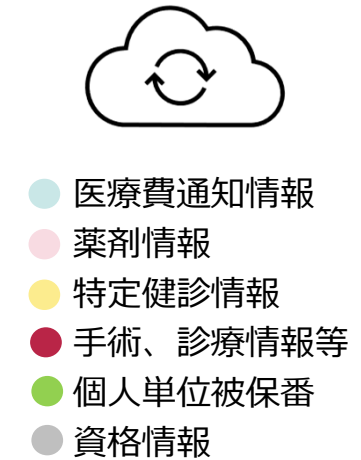 医療費通知情報
薬剤情報
特定健診情報
手術、診療情報等
個人単位被保番
資格情報